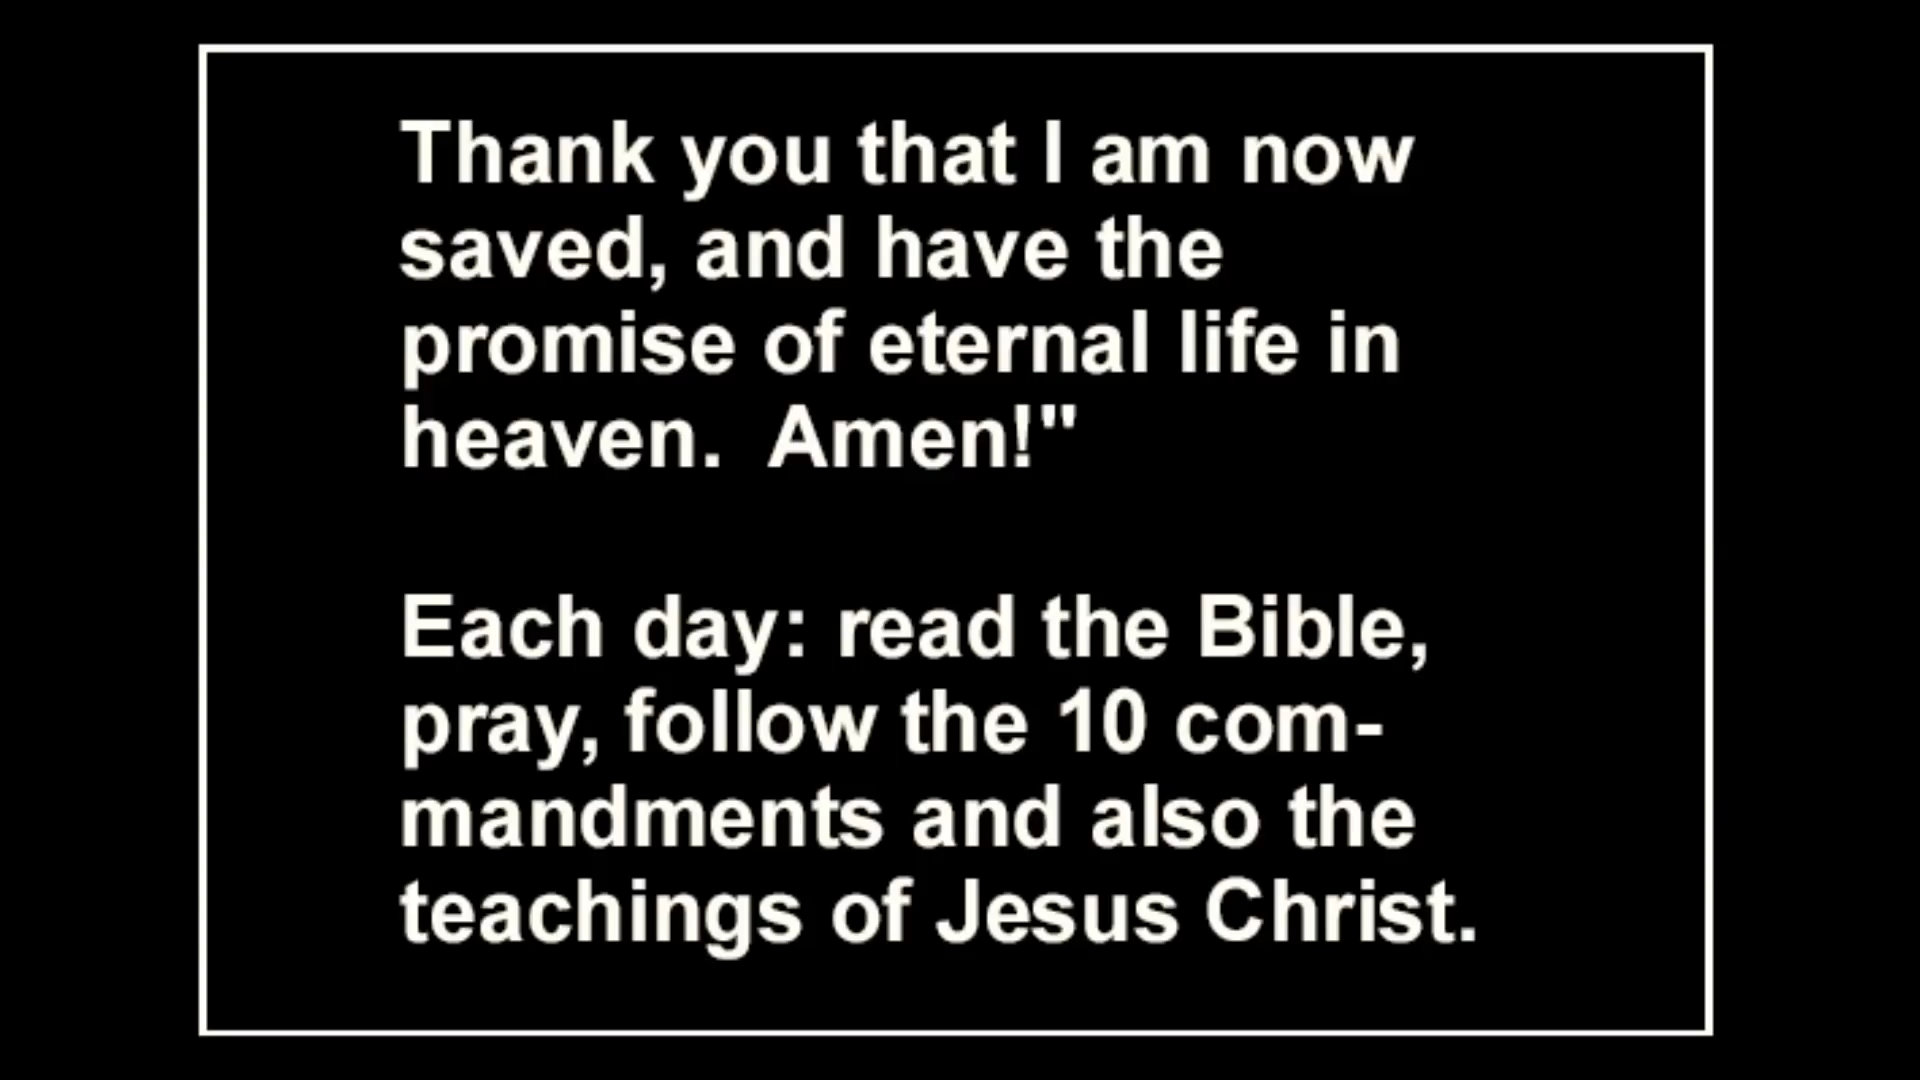 Thank you that I am now
saved, and have the
promise of eternal life in
heaven.  Amen!"
Each day: read the Bible,
pray, follow the 10 com-
mandments and also the
teachings of Jesus Christ.